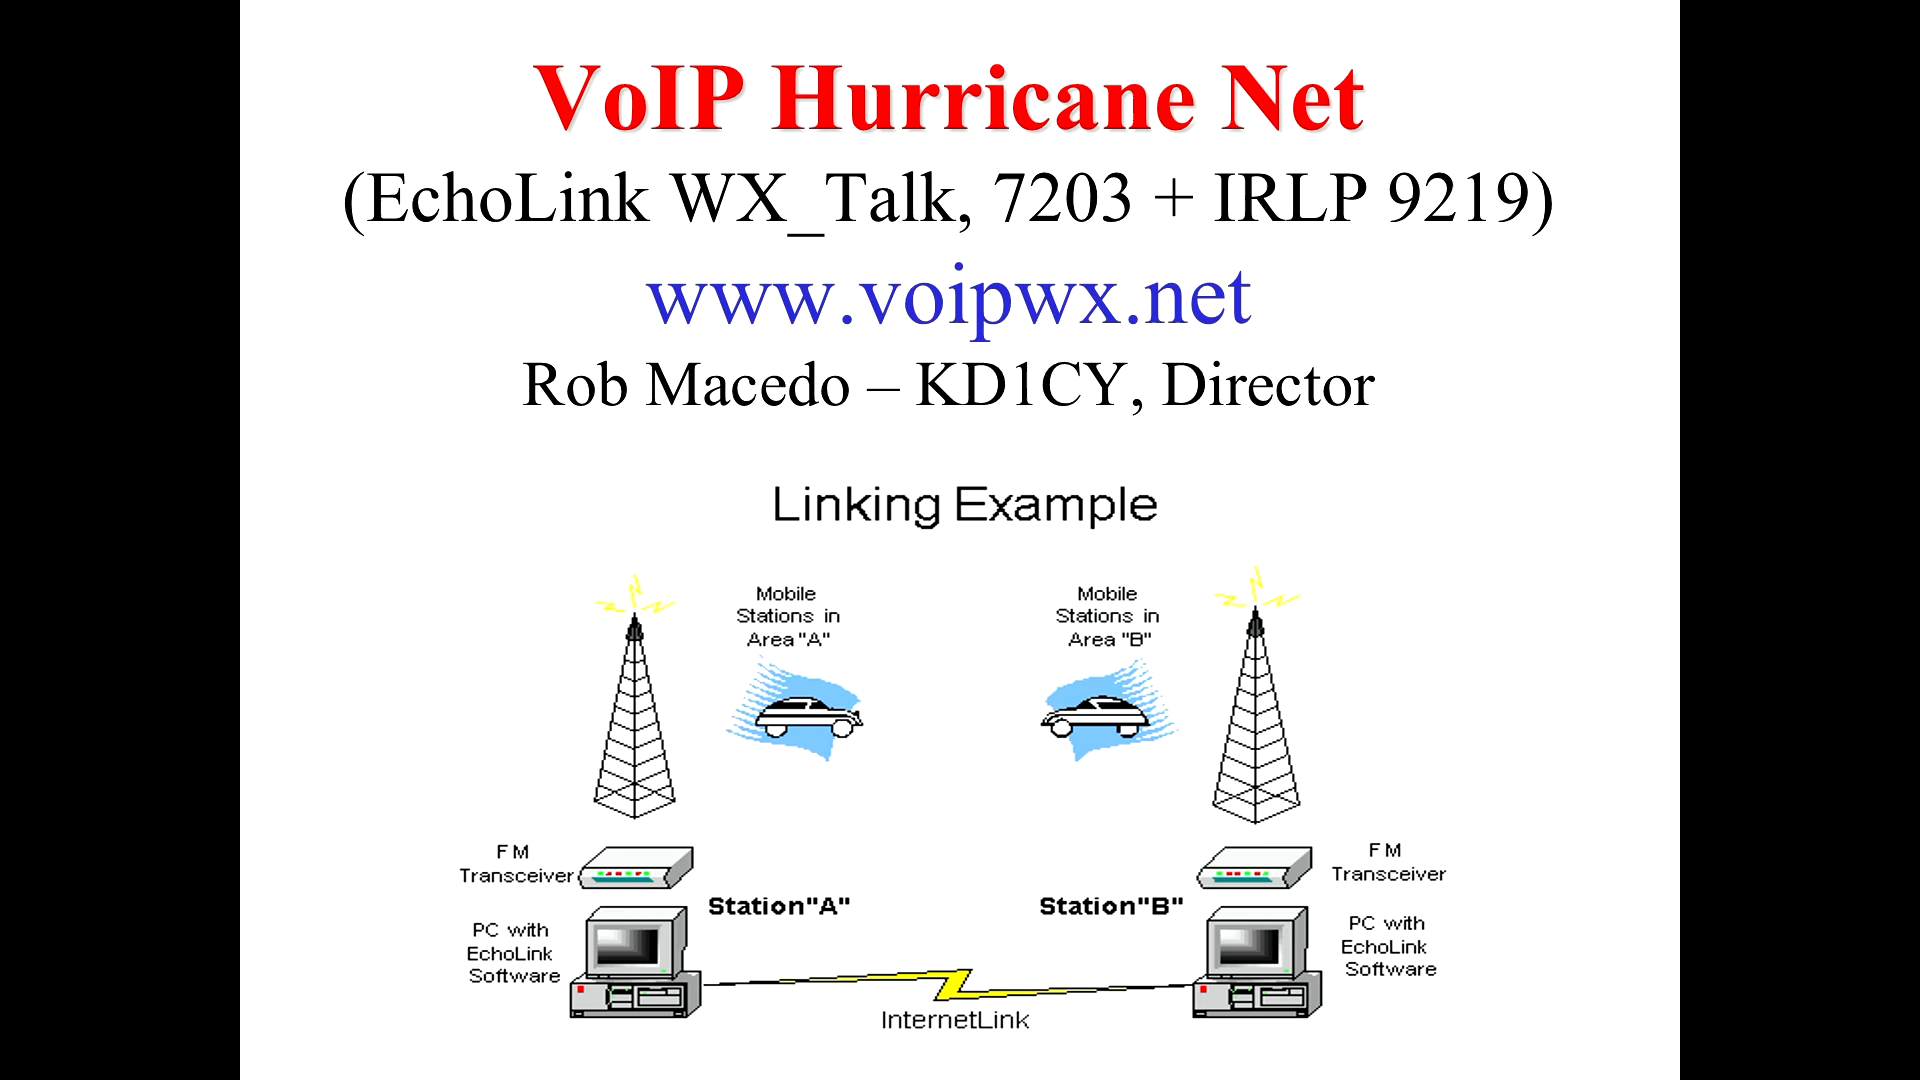 VoIP Hurricane Net
(EchoLink WX_Talk, 7203 + IRLP 9219)
www.voipwx.net
Rob Macedo – KD1CY, Director
Linking Example
Mobile
Stations in
Area "A"
Mobile
Stations in
Area "B"
FM
Transceiver
Station "A"
PC with
EchoLink
Software
FM
Transceiver
Station "B"
PC with
EchoLink
Software
Internet Link